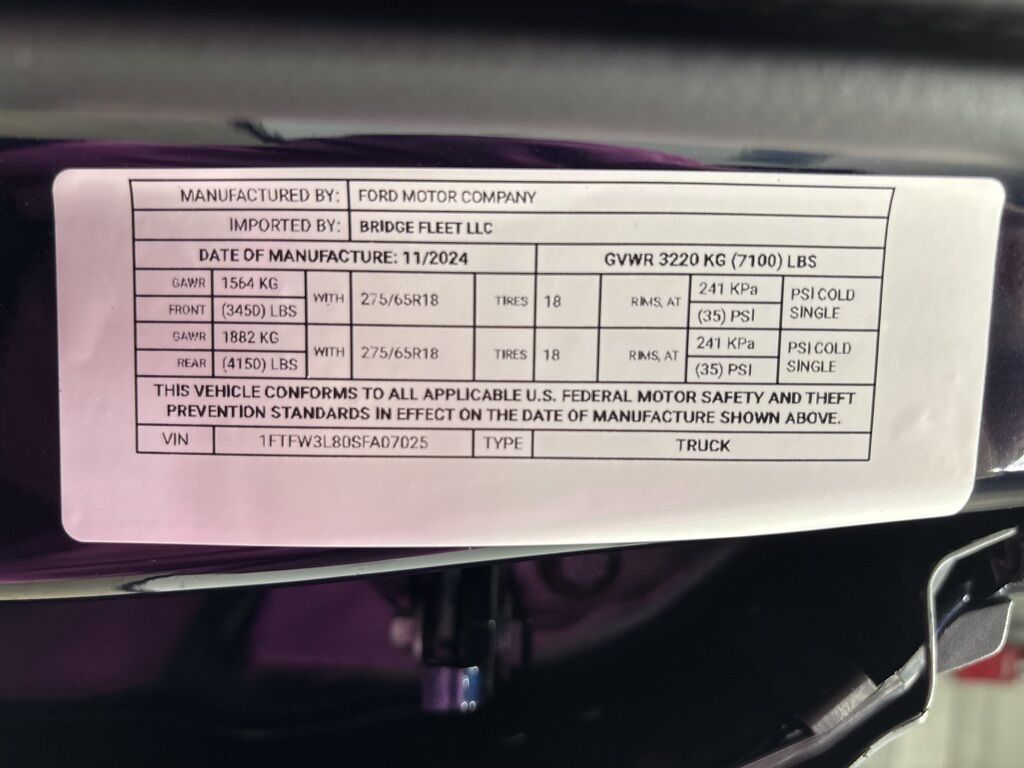 MANUFACTURED BY: FORD MOTOR COMPANY
IMPORTED BY: BRIDGE FLEET LLC
DATE OF MANUFACTURE: 11/2024 GVWR 3220 KG (7100) LBS
GAWR FRONT 1564 KG (3450) LBS WITH 275/65R18 TIRES 18 RIMS, AT 241 KPa (35) PSI PSI COLD SINGLE
GAWR REAR 1882 KG (4150) LBS WITH 275/65R18 TIRES 18 RIMS, AT 241 KPa (35) PSI PSI COLD SINGLE
THIS VEHICLE CONFORMS TO ALL APPLICABLE U.S. FEDERAL MOTOR SAFETY AND THEFT
PREVENTION STANDARDS IN EFFECT ON THE DATE OF MANUFACTURE SHOWN ABOVE.
VIN 1FTFW3L80SFA07025 TYPE TRUCK